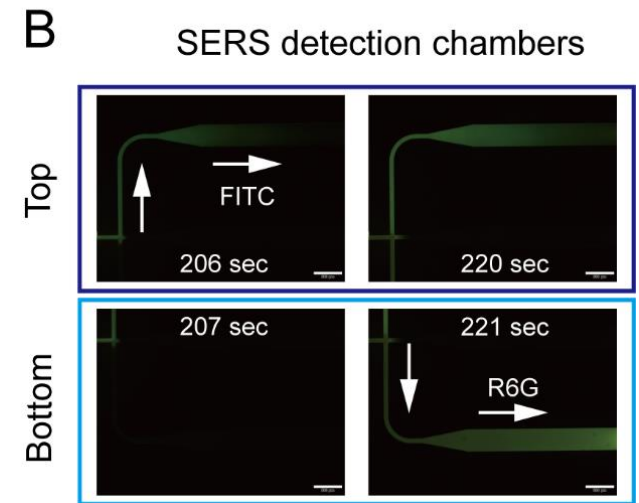 B
SERS detection chambers
Top
FITC
206 sec
220 sec
Bottom
207 sec
221 sec
R6G